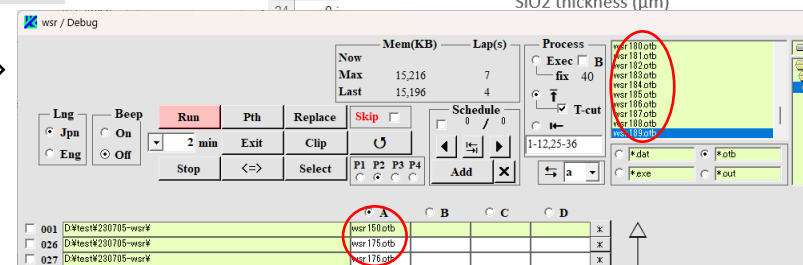 SiO2 thickness (μm)
wsr / Debug
Mem(KB) Lap(s)
Now
Max 15,216 7
Last 15,196 4
Process
Exec B
fix 40
T
T-cut
1-12,25-36
a
wsr180.otb
wsr181.otb
wsr182.otb
wsr183.otb
wsr184.otb
wsr185.otb
wsr186.otb
wsr187.otb
wsr188.otb
wsr189.otb
*.dat *.otb
*.exe *.out
Lng Beep
Jpn On
Eng Off
Run Pth Replace Skip
2 min Exit Clip
Stop <=> Select P1 P2 P3 P4
Schedule
0 / 0
Add X
A B C D
001 D:¥test¥230705-wsr¥ wsr150.otb x
026 D:¥test¥230705-wsr¥ wsr175.otb x
027 D:¥test¥230705-wsr¥ wsr176.otb x